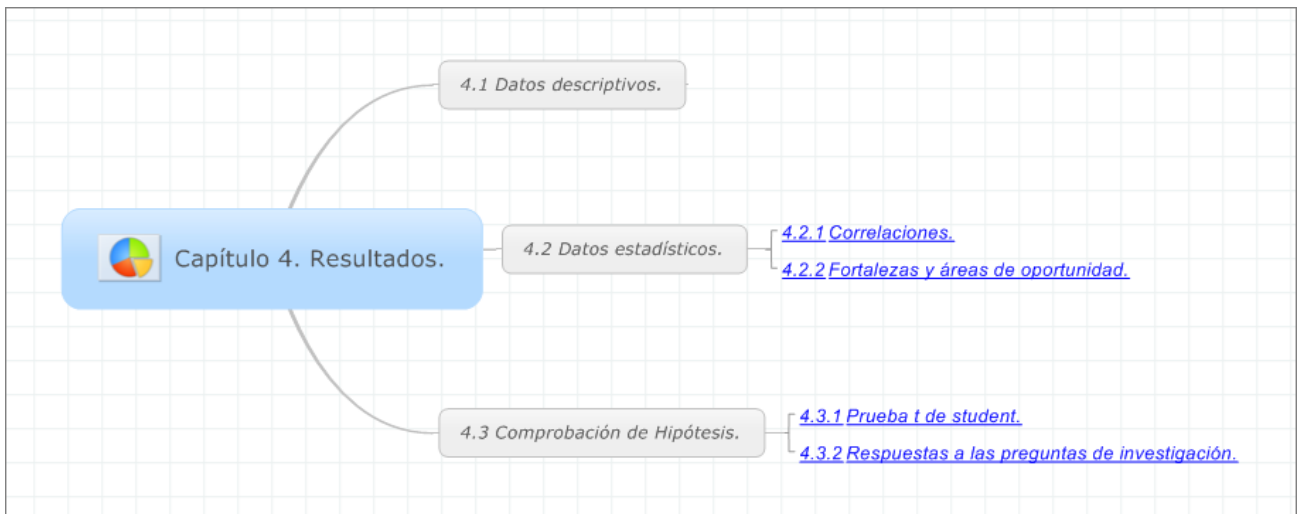 4.1 Datos descriptivos.
Capítulo 4. Resultados.
4.2 Datos estadísticos.
4.2.1 Correlaciones.
4.2.2 Fortalezas y áreas de oportunidad.
4.3 Comprobación de Hipótesis.
4.3.1 Prueba t de student.
4.3.2 Respuestas a las preguntas de investigación.